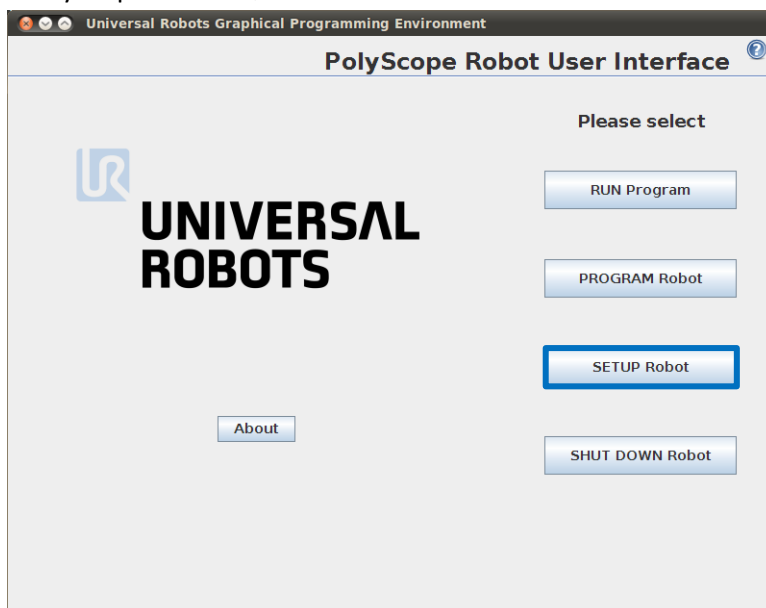 Universal Robots Graphical Programming Environment
PolyScope Robot User Interface
?
Please select
UR
UNIVERSAL
ROBOTS
RUN Program
PROGRAM Robot
SETUP Robot
About
SHUT DOWN Robot